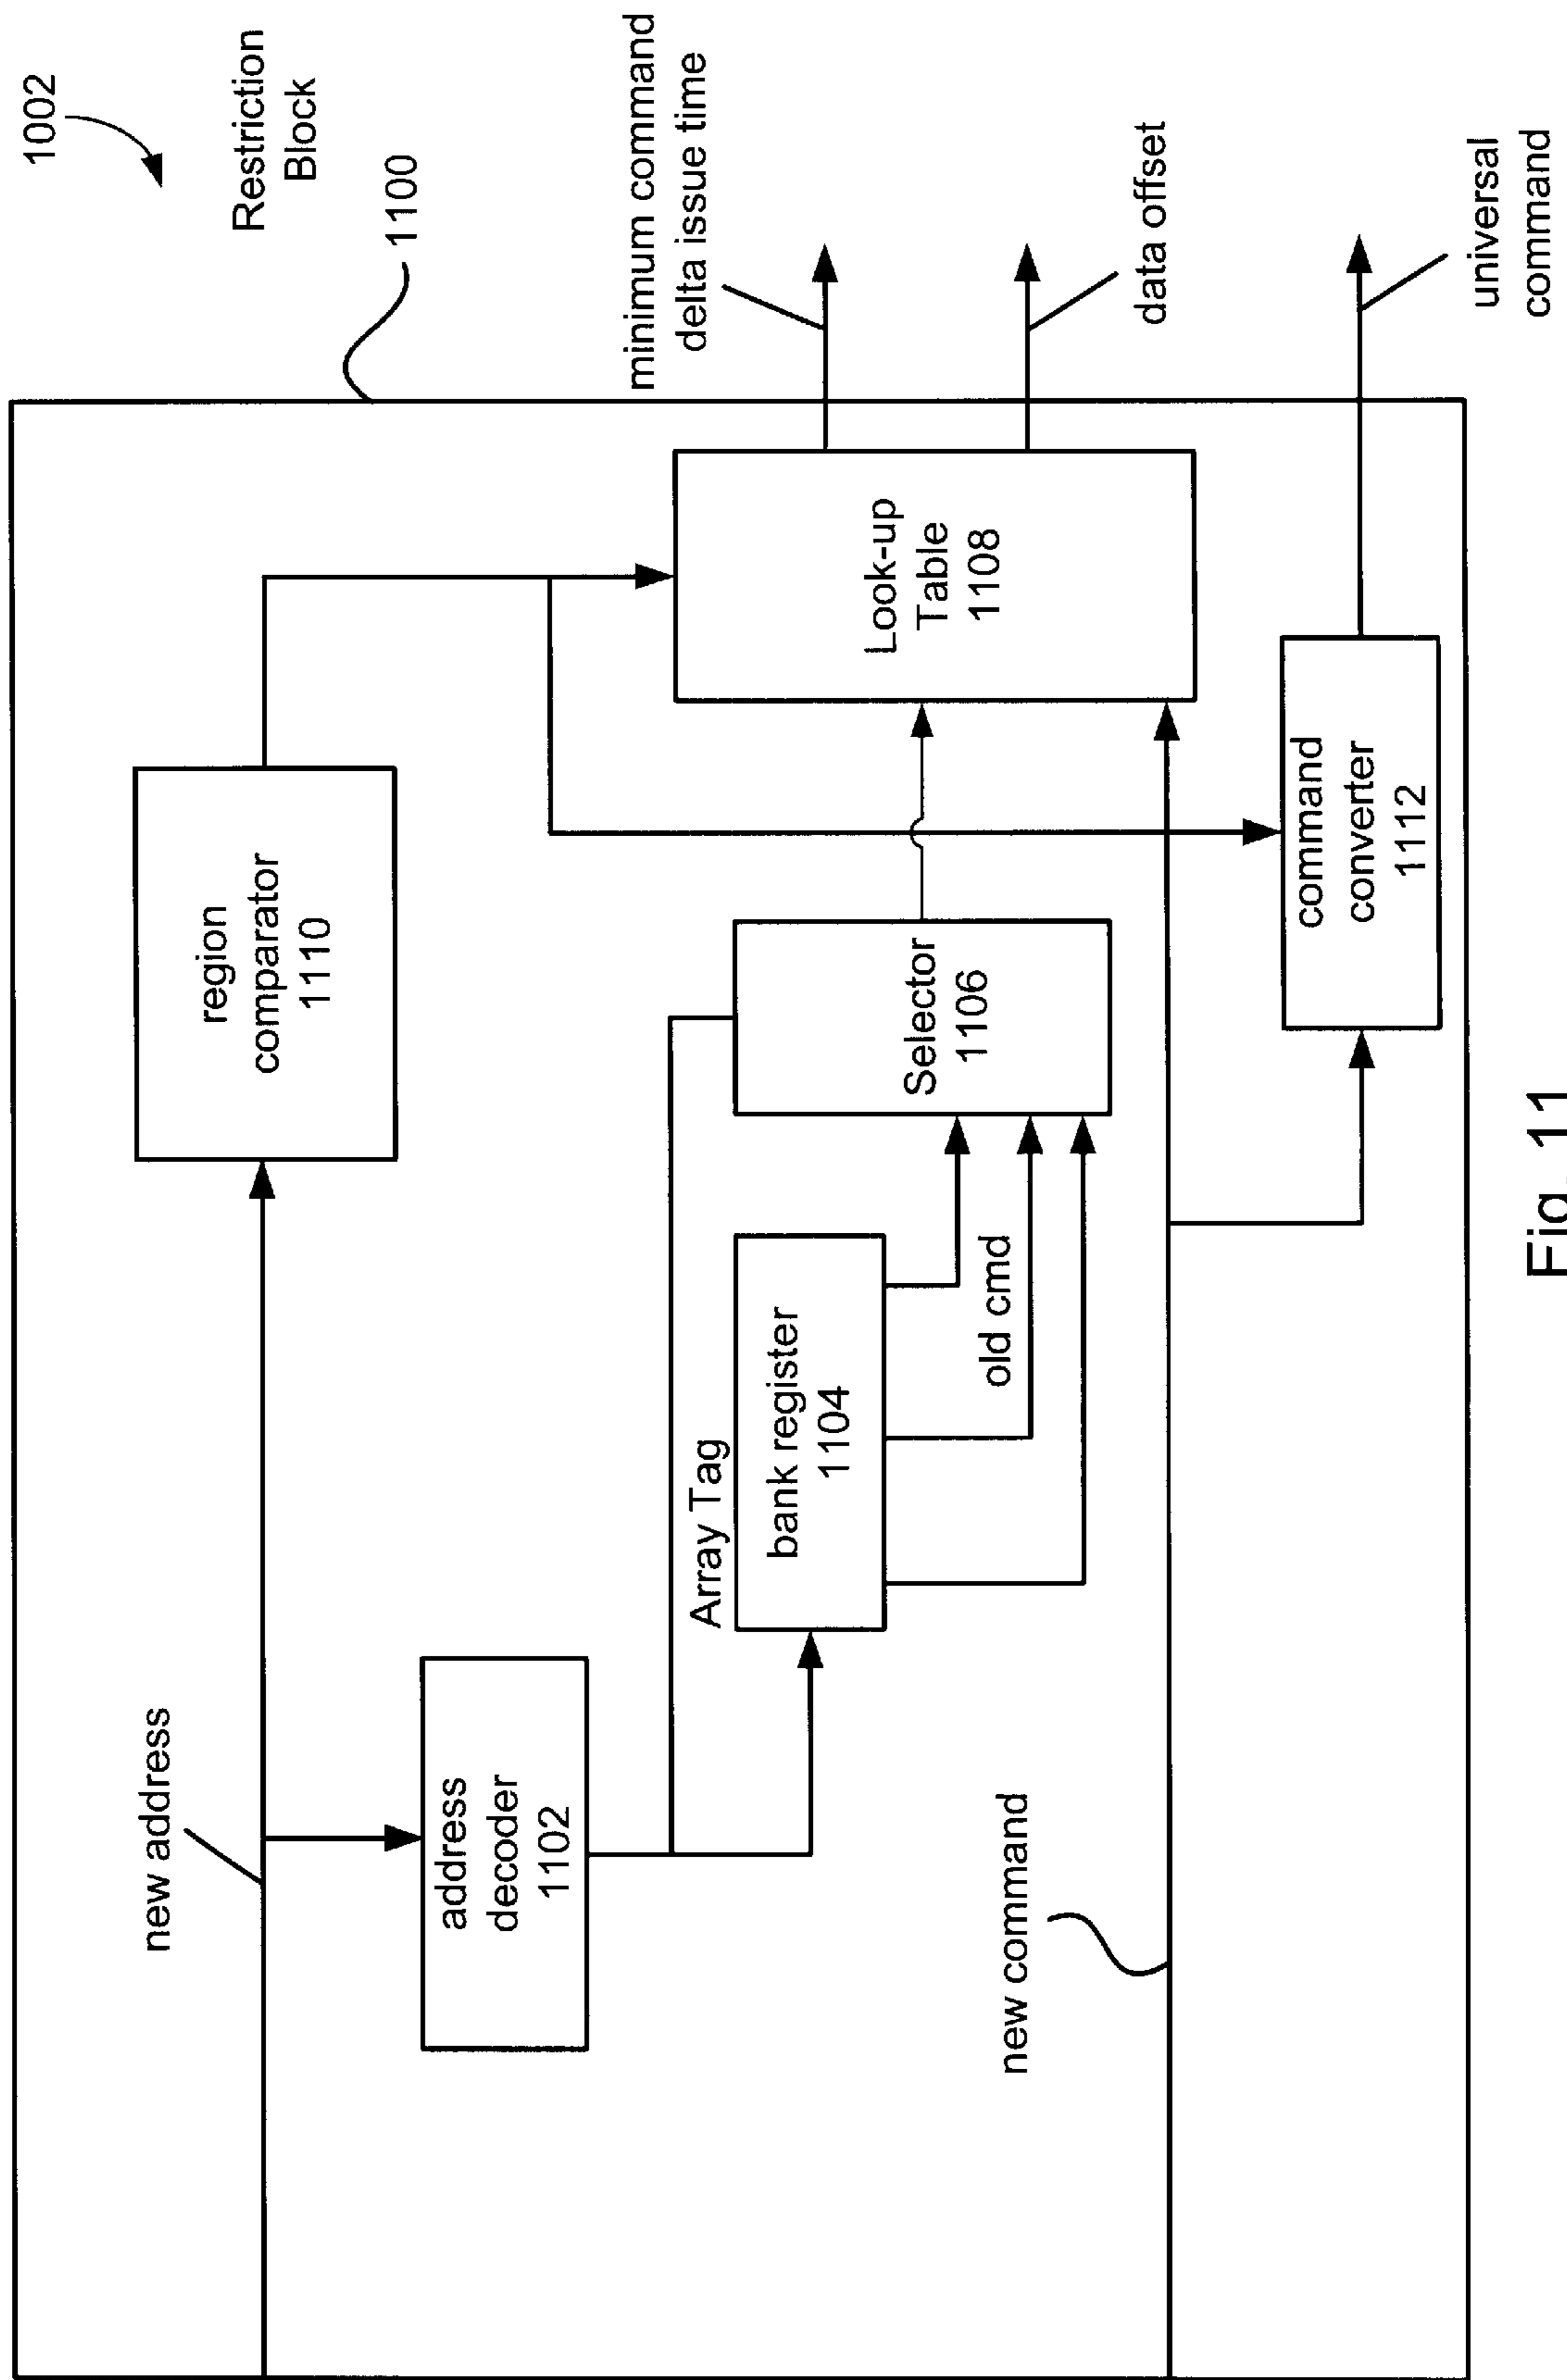 1002
Restriction
Block
1100
new address
region
comparator
1110
address
decoder
1102
Array Tag
bank register
1104
old cmd
Selector
1106
Look-up
Table
1108
minimum command
delta issue time
data offset
new command
command
converter
1112
universal
command
Fig. 11